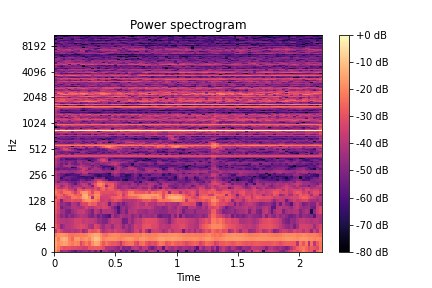 Power spectrogram
8192
4096
2048
1024
512
256
128
64
0
Hz
0
0.5
1
1.5
2
Time
+0 dB
-10 dB
-20 dB
-30 dB
-40 dB
-50 dB
-60 dB
-70 dB
-80 dB